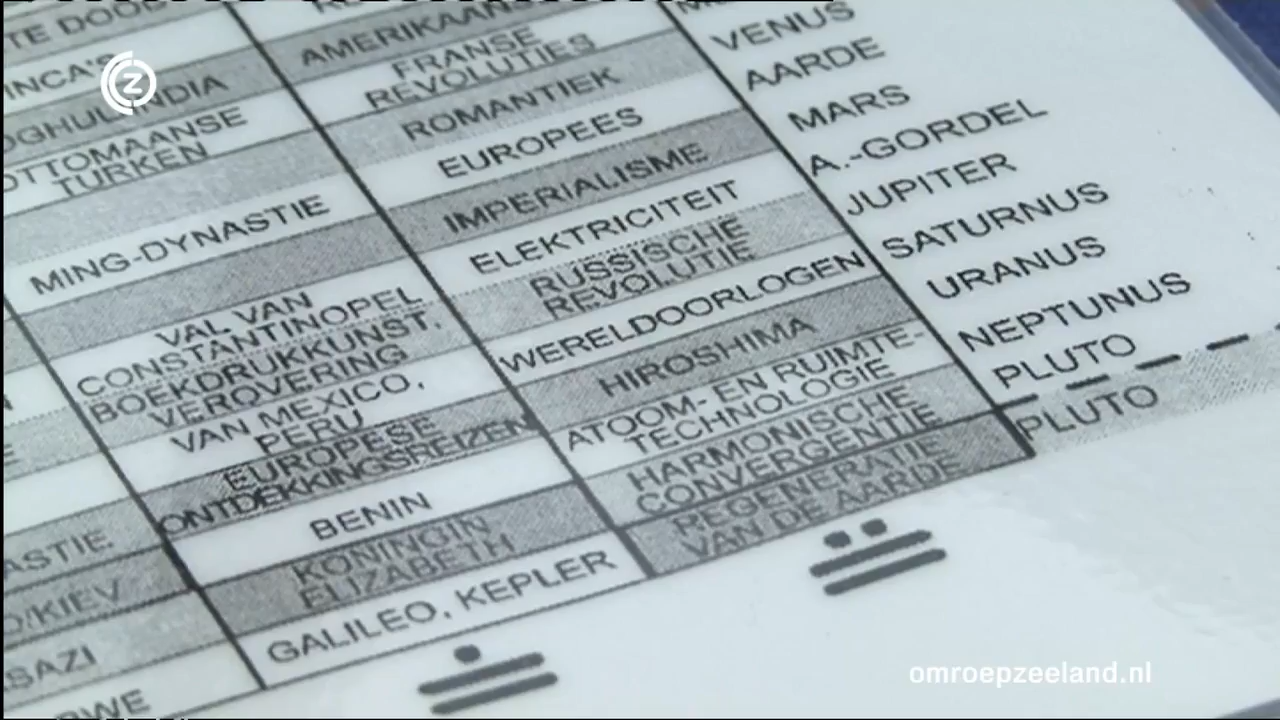 TE DOOD
INCA'S
OTTOMAANSE
TURKEN
MING-DYNASTIE
VAL VAN
CONSTANTINOPEL
BOEKDRUKKUNST.
VEROVERING
VAN MEXICO,
PERU
EUROPESE
ONTDEKKINGSREIZEN
BENIN
KONINGIN
ELIZABETH
GALILEO, KEPLER
FRANSE
REVOLUTIES
ROMANTIEK
EUROPEES
IMPERIALISME
ELEKTRICITEIT
RUSSISCHE
REVOLUTIE
WERELDOORLOGEN
HIROSHIMA
ATOOM- EN RUIMTE-
TECHNOLOGIE
HARMONISCHE
CONVERGENTIE
REGENERATIE
VAN DE AARDE
VENUS
AARDE
MARS
A.-GORDEL
JUPITER
SATURNUS
URANUS
NEPTUNUS
PLUTO
PLUTO
omroepzeeland.nl